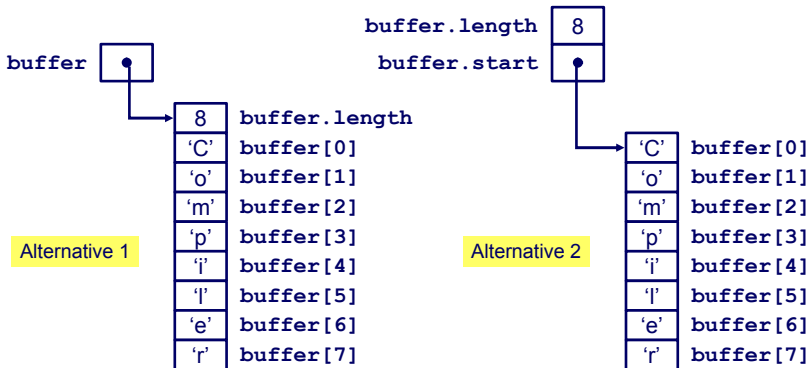 buffer
8 buffer.length
‘C’ buffer[0]
‘o’ buffer[1]
‘m’ buffer[2]
‘p’ buffer[3]
‘i’ buffer[4]
‘l’ buffer[5]
‘e’ buffer[6]
‘r’ buffer[7]
Alternative 1
buffer.length 8
buffer.start
‘C’ buffer[0]
‘o’ buffer[1]
‘m’ buffer[2]
‘p’ buffer[3]
‘i’ buffer[4]
‘l’ buffer[5]
‘e’ buffer[6]
‘r’ buffer[7]
Alternative 2